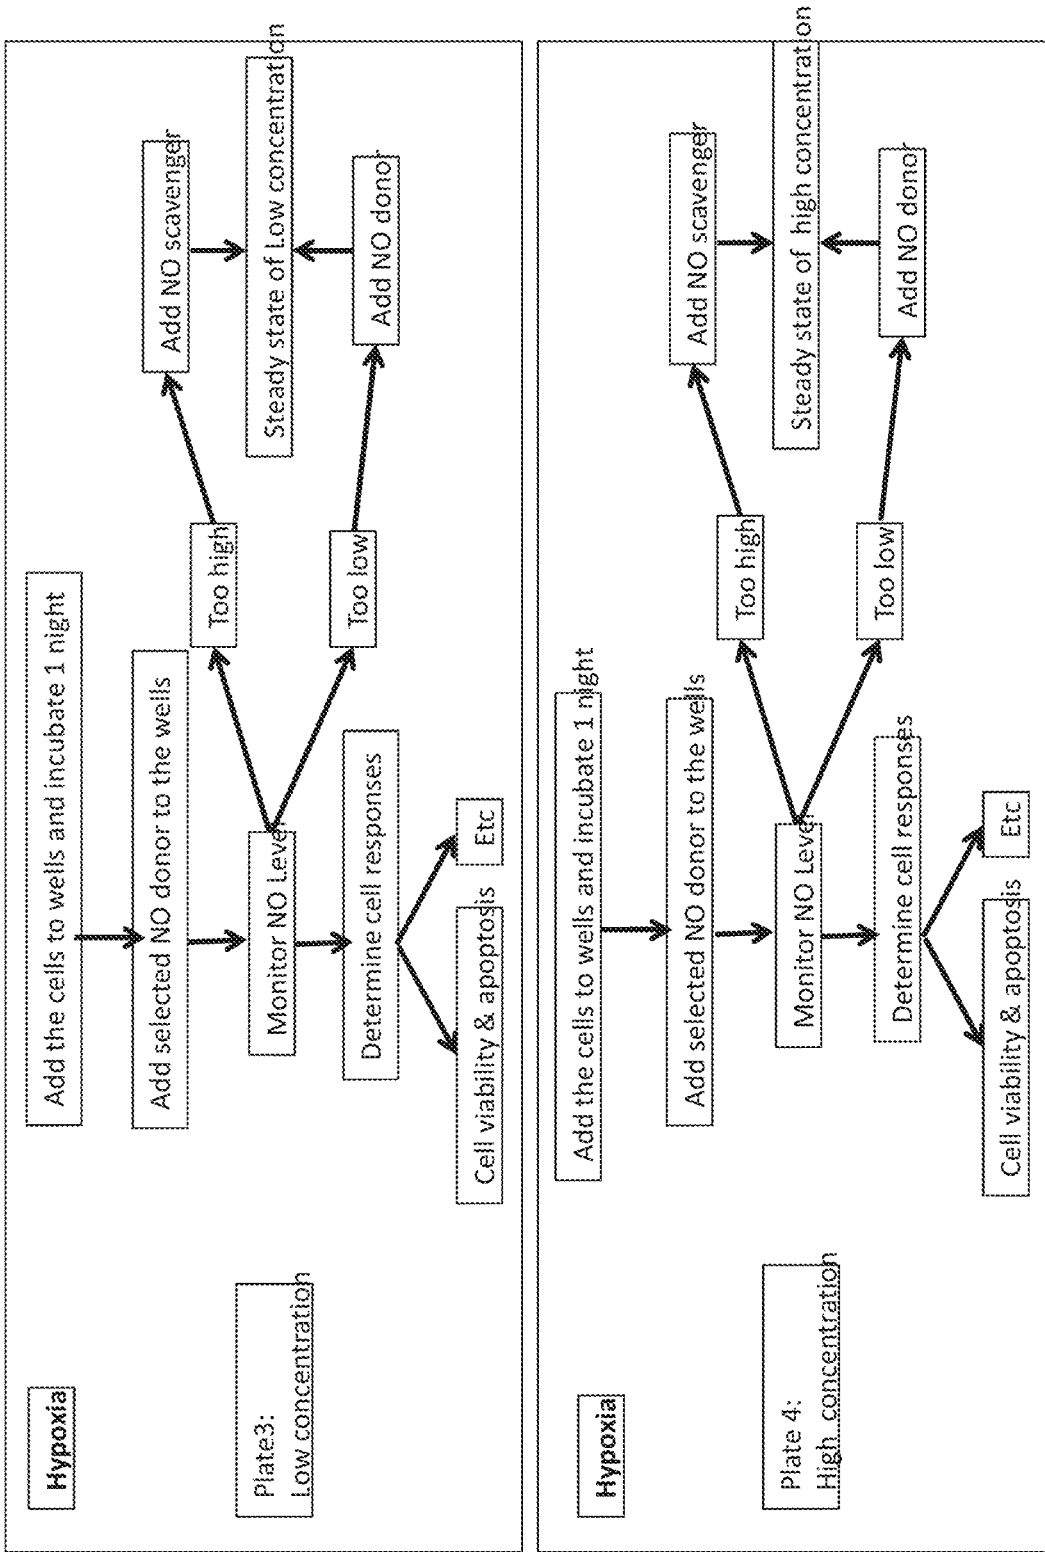 Hypoxia
Plate3:
Low concentration
Add the cells to wells and incubate 1 night
Add selected NO donor to the wells
Monitor NO Level
Determine cell responses
Cell viability & apoptosis
Etc
Too high
Too low
Add NO scavenger
Steady state of Low concentration
Add NO donor
Hypoxia
Plate 4:
High concentration
Add the cells to wells and incubate 1 night
Add selected NO donor to the wells
Monitor NO Level
Determine cell responses
Cell viability & apoptosis
Etc
Too high
Too low
Add NO scavenger
Steady state of high concentration
Add NO donor